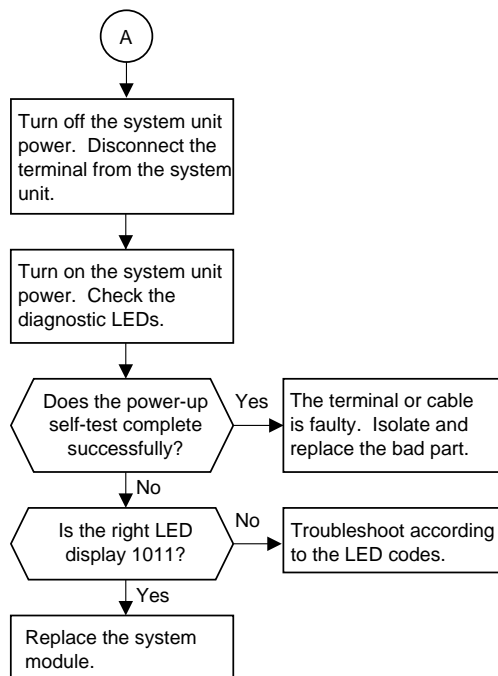 A
Turn off the system unit
power.  Disconnect the
terminal from the system
unit.
Turn on the system unit
power.  Check the
diagnostic LEDs.
Does the power-up
self-test complete
successfully?
Yes
The terminal or cable
is faulty.  Isolate and
replace the bad part.
No
Is the right LED
display 1011?
No
Troubleshoot according
to the LED codes.
Yes
Replace the system
module.